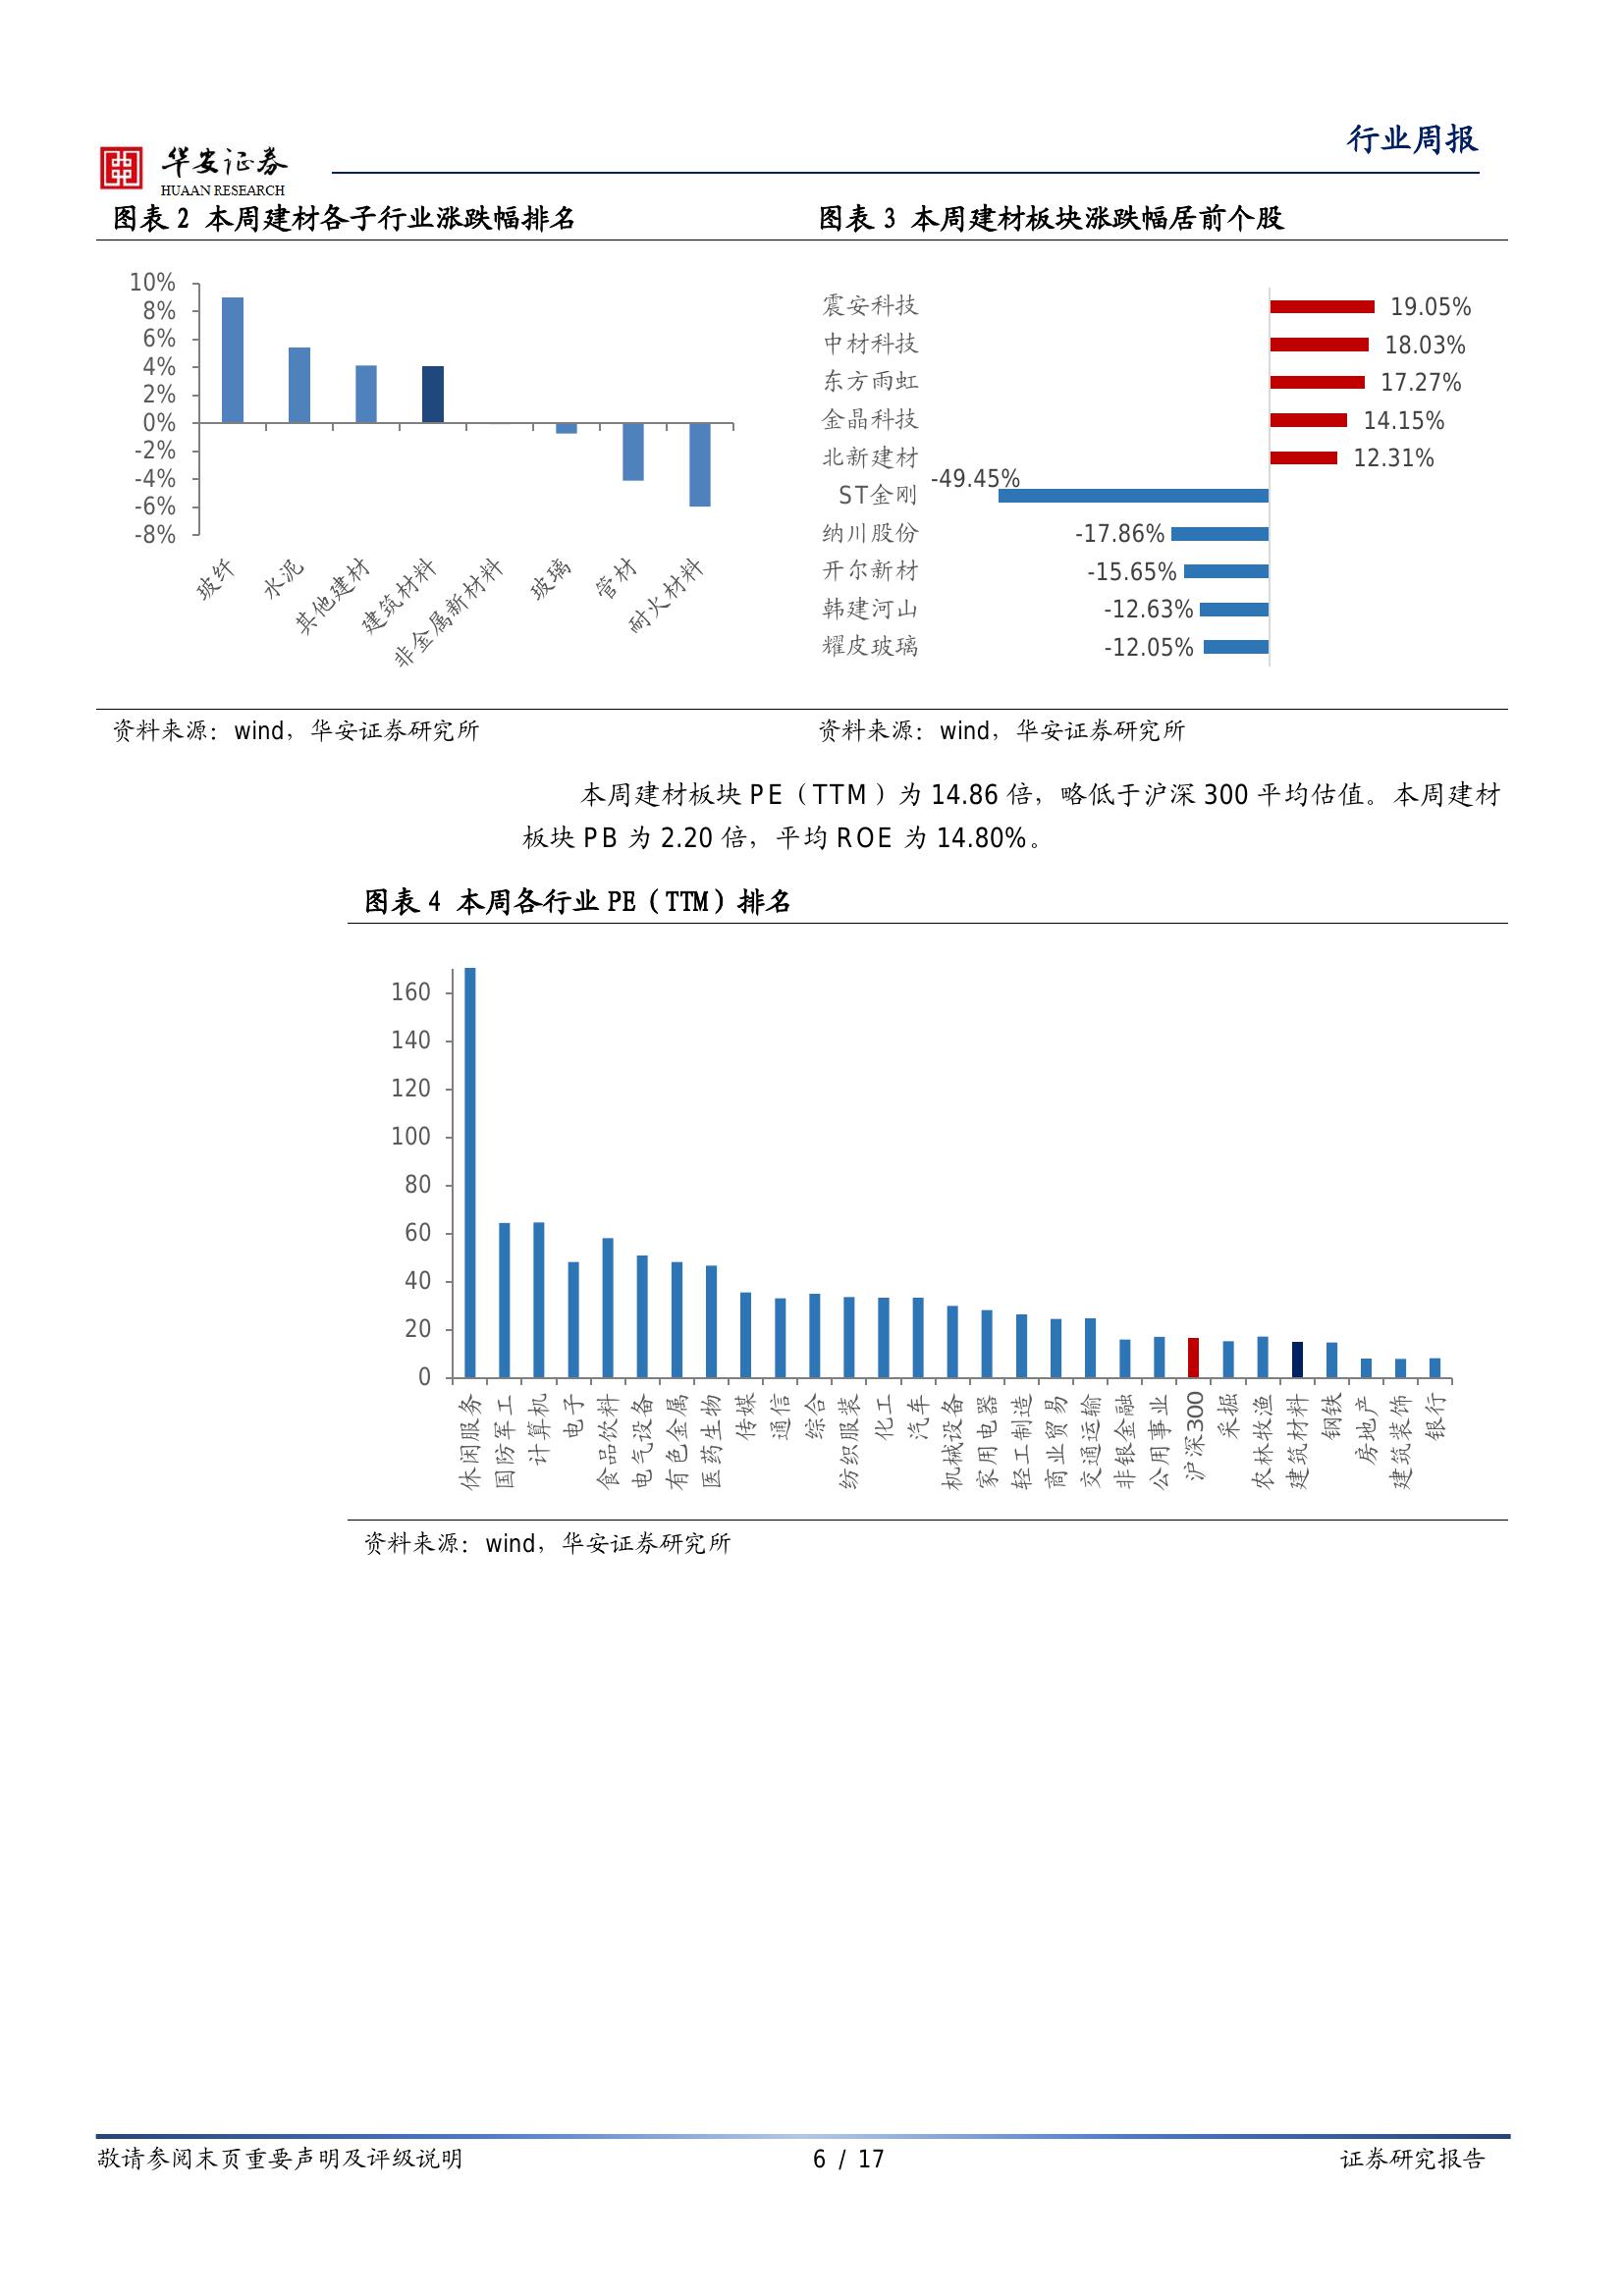 行业周报
华安证券
HUAAN RESEARCH
图表 2 本周建材各子行业涨跌幅排名
10%
8%
6%
4%
2%
0%
-2%
-4%
-6%
-8%
玻纤
水泥
其他建材
建筑材料
非金属新材料
玻璃
管材
耐火材料
资料来源：wind，华安证券研究所
图表 3 本周建材板块涨跌幅居前个股
震安科技 19.05%
中材科技 18.03%
东方雨虹 17.27%
金晶科技 14.15%
北新建材 12.31%
ST金刚 -49.45%
纳川股份 -17.86%
开尔新材 -15.65%
韩建河山 -12.63%
耀皮玻璃 -12.05%
资料来源：wind，华安证券研究所
本周建材板块 PE（TTM）为 14.86 倍，略低于沪深 300 平均估值。本周建材
板块 PB 为 2.20 倍，平均 ROE 为 14.80%。
图表 4 本周各行业 PE（TTM）排名
160
140
120
100
80
60
40
20
0
休闲服务
国防军工
计算机
电子
食品饮料
电气设备
有色金属
医药生物
传媒
通信
综合
纺织服装
化工
汽车
机械设备
家用电器
轻工制造
商业贸易
交通运输
非银金融
公用事业
沪深300
采掘
农林牧渔
建筑材料
钢铁
房地产
建筑装饰
银行
资料来源：wind，华安证券研究所
敬请参阅末页重要声明及评级说明 6 / 17 证券研究报告